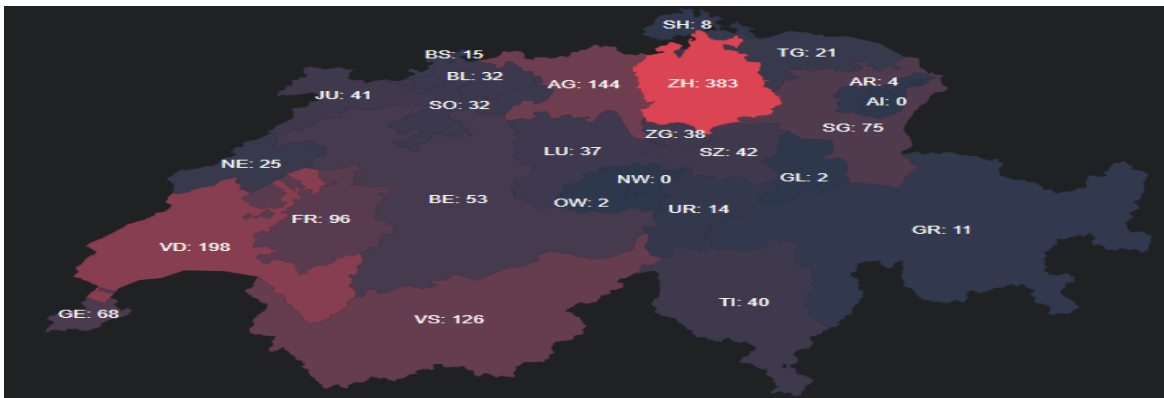 SH: 8
BS: 15
TG: 21
BL: 32
AG: 144
ZH: 383
AR: 4
JU: 41
AI: 0
SO: 32
SG: 75
ZG: 38
LU: 37
SZ: 42
NE: 25
NW: 0
GL: 2
BE: 53
OW: 2
UR: 14
FR: 96
GR: 11
VD: 198
TI: 40
GE: 68
VS: 126